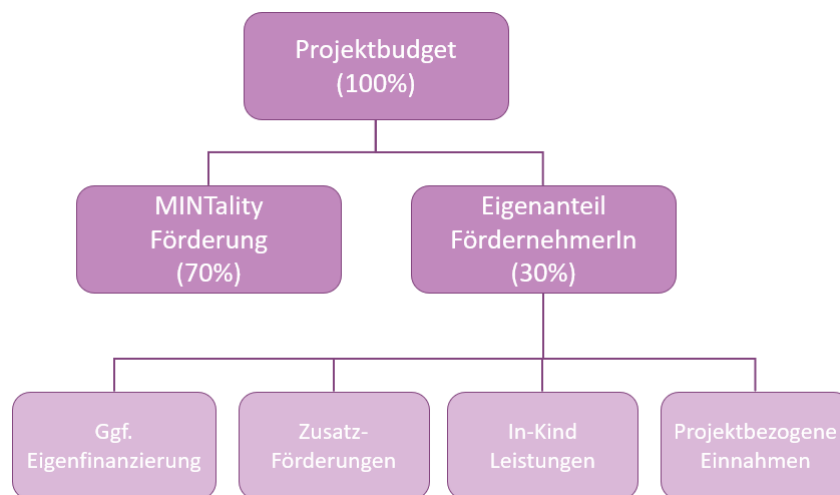 Projektbudget
(100%)
MINTality
Förderung
(70%)
Eigenanteil
FördernehmerIn
(30%)
Ggf.
Eigenfinanzierung
Zusatz-
Förderungen
In-Kind
Leistungen
Projektbezogene
Einnahmen